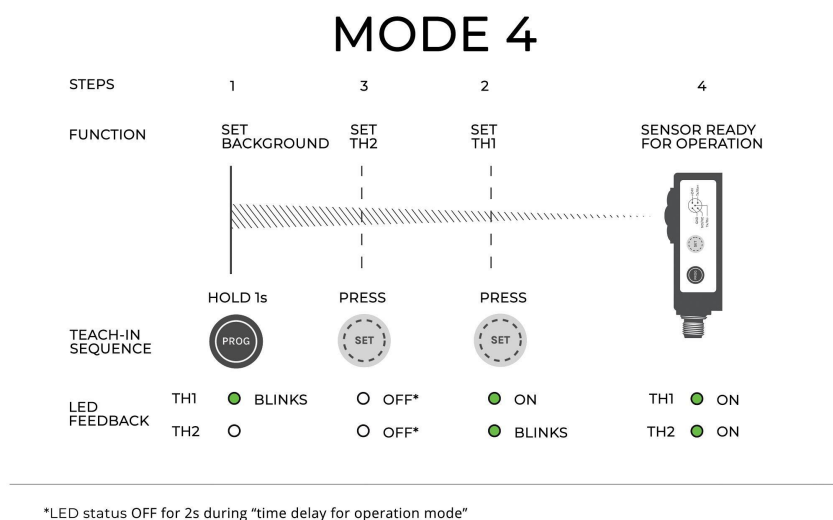 MODE 4
STEPS 1 3 2 4
FUNCTION
SET
BACKGROUND
SET
TH2
SET
TH1
SENSOR READY
FOR OPERATION
SET
PROG
HOLD 1s PRESS PRESS
TEACH-IN
SEQUENCE
PROG SET SET
LED
FEEDBACK
TH1 BLINKS OFF* ON TH1 ON
TH2 OFF* BLINKS TH2 ON
*LED status OFF for 2s during “time delay for operation mode”